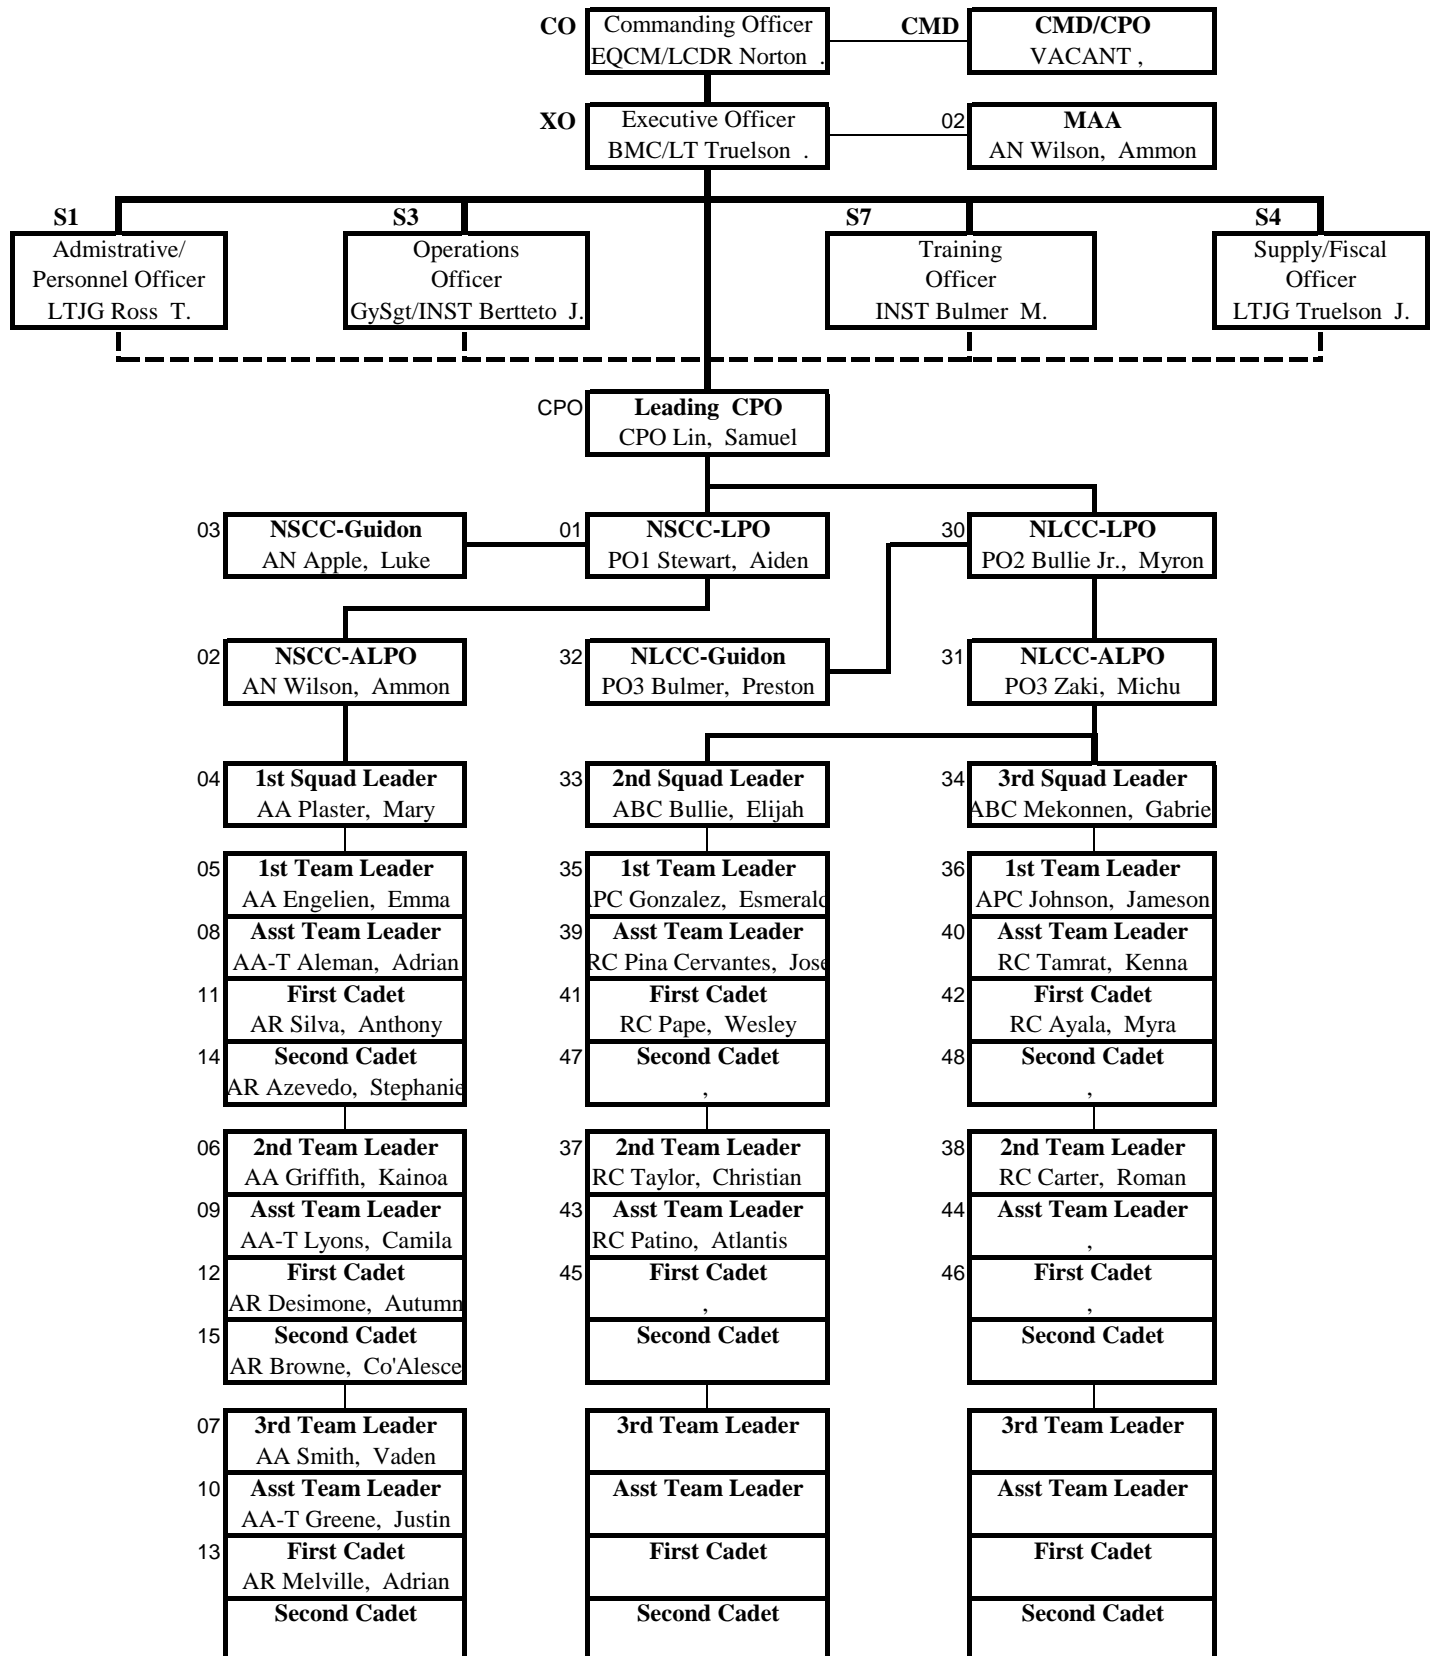 CO
Commanding Officer
EQCM/LCDR Norton .
CMD
CMD/CPO
VACANT ,
XO
Executive Officer
BMC/LT Truelson .
02
MAA
AN Wilson, Ammon
S1
Admistrative/
Personnel Officer
LTJG Ross T.
S3
Operations
Officer
GySgt/INST Bertteto J.
S7
Training
Officer
INST Bulmer M.
S4
Supply/Fiscal
Officer
LTJG Truelson J.
CPO
Leading CPO
CPO Lin, Samuel
03
NSCC-Guidon
AN Apple, Luke
01
NSCC-LPO
PO1 Stewart, Aiden
30
NLCC-LPO
PO2 Bullie Jr., Myron
02
NSCC-ALPO
AN Wilson, Ammon
32
NLCC-Guidon
PO3 Bulmer, Preston
31
NLCC-ALPO
PO3 Zaki, Michu
04
1st Squad Leader
AA Plaster, Mary
33
2nd Squad Leader
ABC Bullie, Elijah
34
3rd Squad Leader
ABC Mekonnen, Gabrie
05
1st Team Leader
AA Engelien, Emma
08
Asst Team Leader
AA-T Aleman, Adrian
11
First Cadet
AR Silva, Anthony
14
Second Cadet
AR Azevedo, Stephanie
35
1st Team Leader
PC Gonzalez, Esmerald
39
Asst Team Leader
RC Pina Cervantes, Jose
41
First Cadet
RC Pape, Wesley
47
Second Cadet
,
36
1st Team Leader
APC Johnson, Jameson
40
Asst Team Leader
RC Tamrat, Kenna
42
First Cadet
RC Ayala, Myra
48
Second Cadet
,
06
2nd Team Leader
AA Griffith, Kainoa
09
Asst Team Leader
AA-T Lyons, Camila
12
First Cadet
AR Desimone, Autumn
15
Second Cadet
AR Browne, Co'Alesce
37
2nd Team Leader
RC Taylor, Christian
43
Asst Team Leader
RC Patino, Atlantis
45
First Cadet
,
Second Cadet
38
2nd Team Leader
RC Carter, Roman
44
Asst Team Leader
,
46
First Cadet
,
Second Cadet
07
3rd Team Leader
AA Smith, Vaden
10
Asst Team Leader
AA-T Greene, Justin
13
First Cadet
AR Melville, Adrian
Second Cadet
3rd Team Leader
Asst Team Leader
First Cadet
Second Cadet
3rd Team Leader
Asst Team Leader
First Cadet
Second Cadet